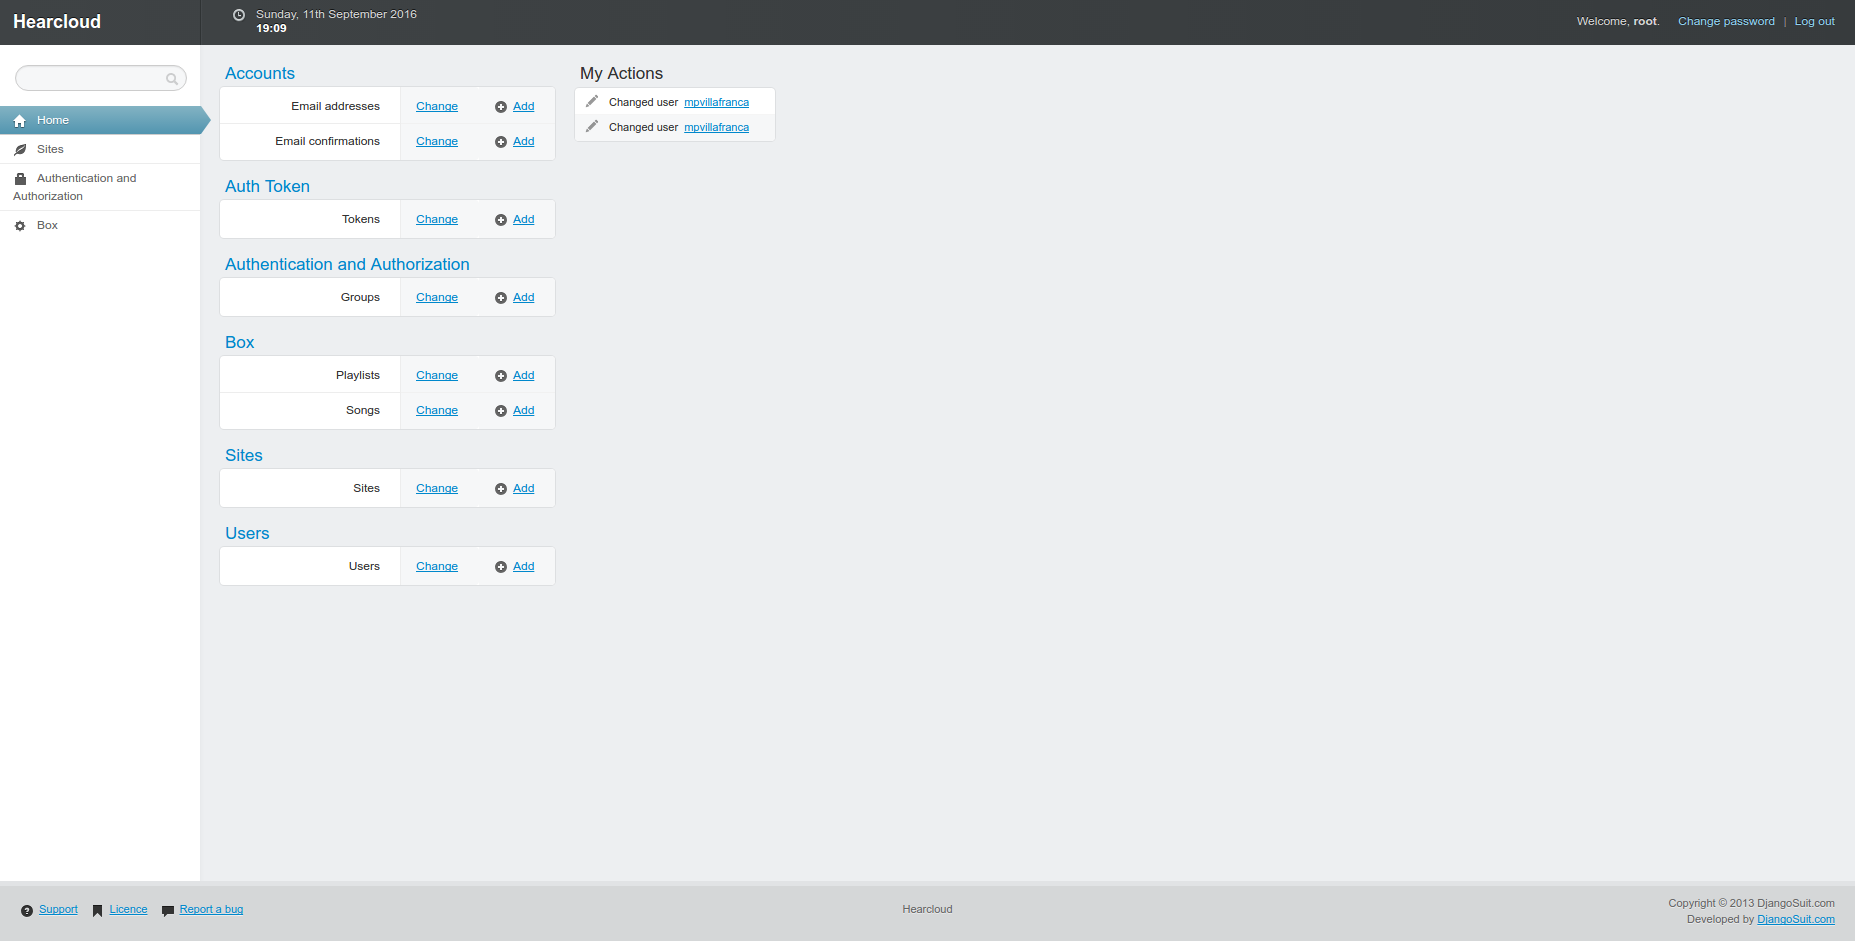 Hearcloud
Sunday, 11th September 2016
19:09
Welcome, root. Change password | Log out
Home
Sites
Authentication and
Authorization
Box
Accounts
Email addresses Change Add
Email confirmations Change Add
Auth Token
Tokens Change Add
Authentication and Authorization
Groups Change Add
Box
Playlists Change Add
Songs Change Add
Sites
Sites Change Add
Users
Users Change Add
My Actions
Changed user mpvillafranca
Changed user mpvillafranca
Support Licence Report a bug
Hearcloud
Copyright © 2013 DjangoSuit.com
Developed by DjangoSuit.com